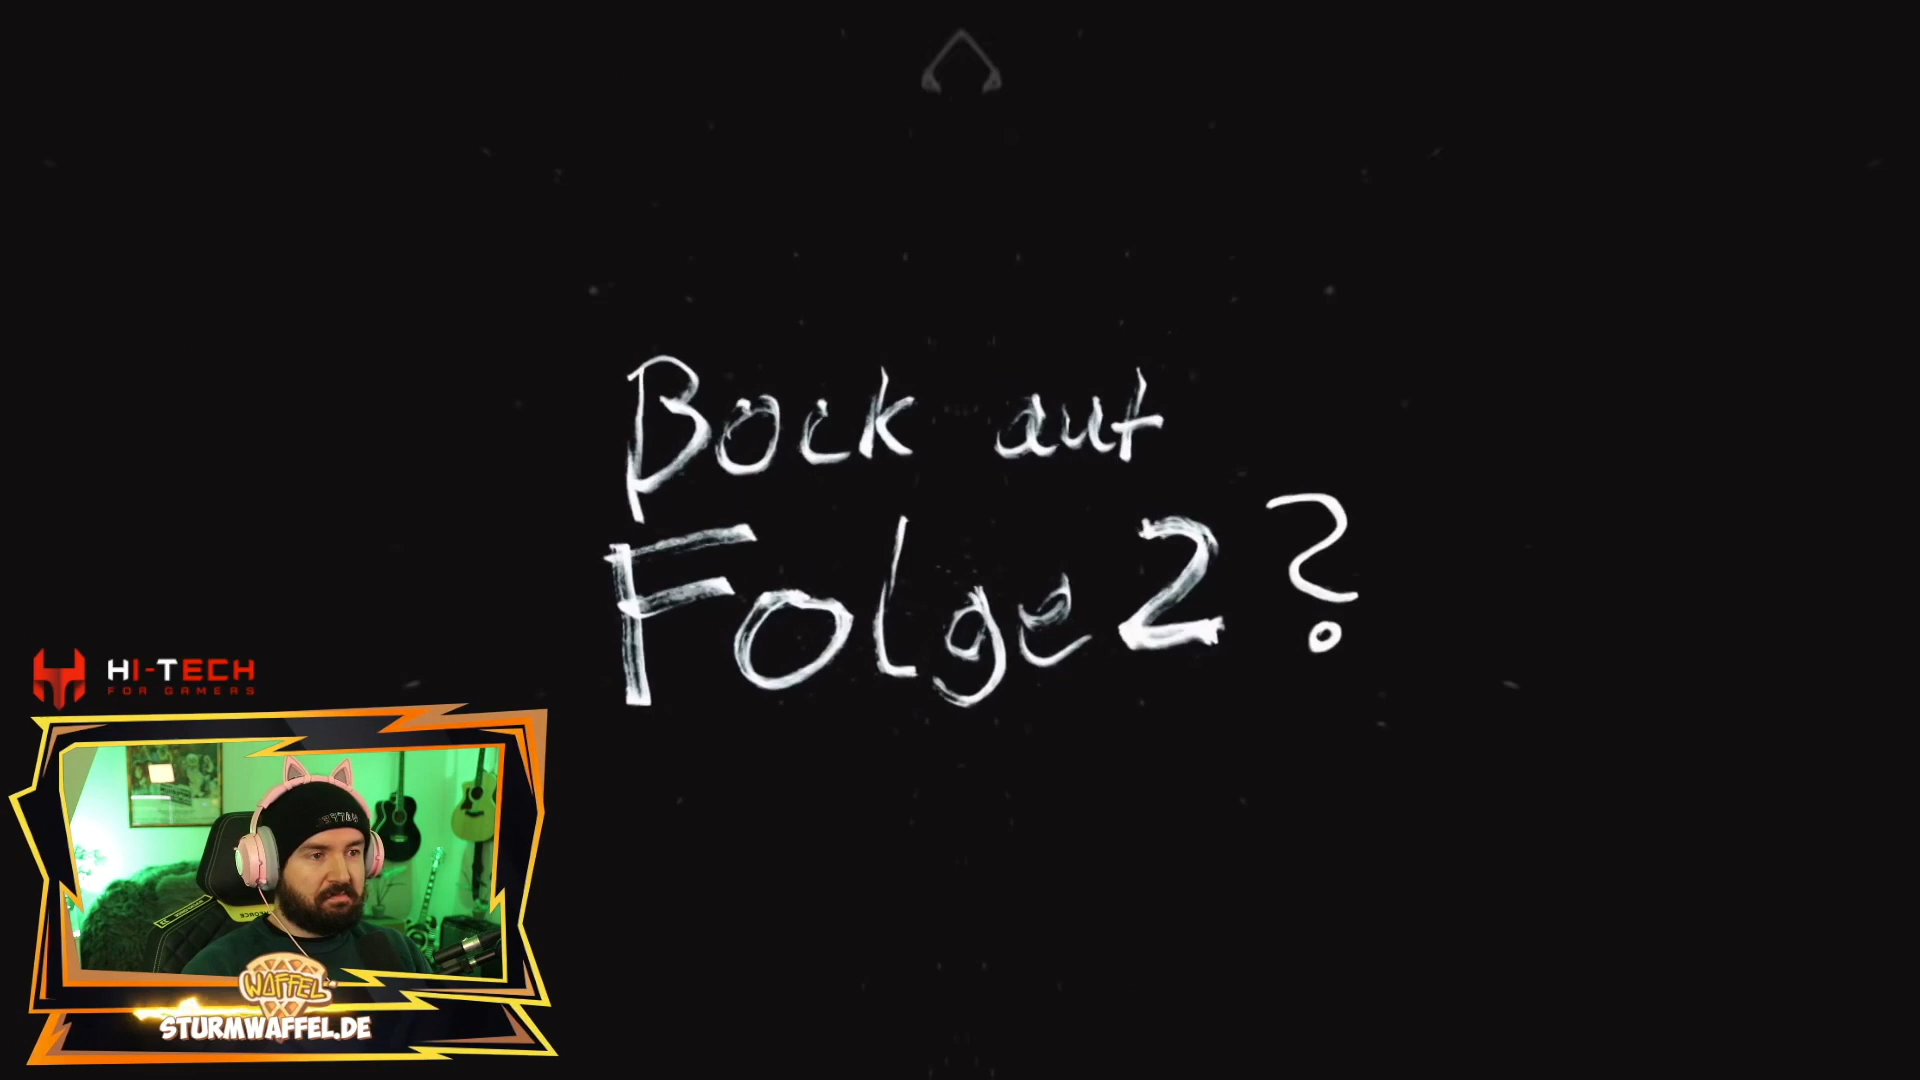 Bock auf
Folge 2?
HI-TECH
FOR GAMERS
WAFFEL
STURMWAFFEL.DE